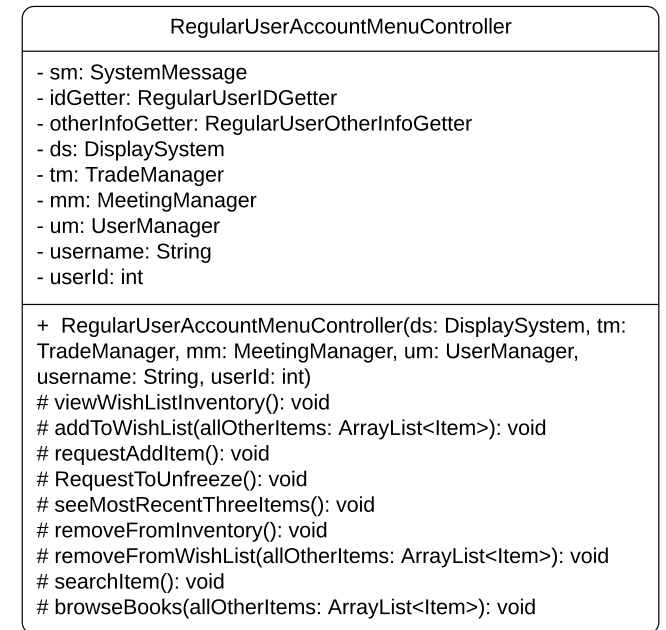 RegularUserAccountMenuController
- sm: SystemMessage
- idGetter: RegularUserIDGetter
- otherInfoGetter: RegularUserOtherInfoGetter
- ds: DisplaySystem
- tm: TradeManager
- mm: MeetingManager
- um: UserManager
- username: String
- userId: int
+  RegularUserAccountMenuController(ds: DisplaySystem, tm:
TradeManager, mm: MeetingManager, um: UserManager,
username: String, userId: int)
# viewWishListInventory(): void
# addToWishList(allOtherItems: ArrayList<Item>): void
# requestAddItem(): void
# RequestToUnfreeze(): void
# seeMostRecentThreeItems(): void
# removeFromInventory(): void
# removeFromWishList(allOtherItems: ArrayList<Item>): void
# searchItem(): void
# browseBooks(allOtherItems: ArrayList<Item>): void